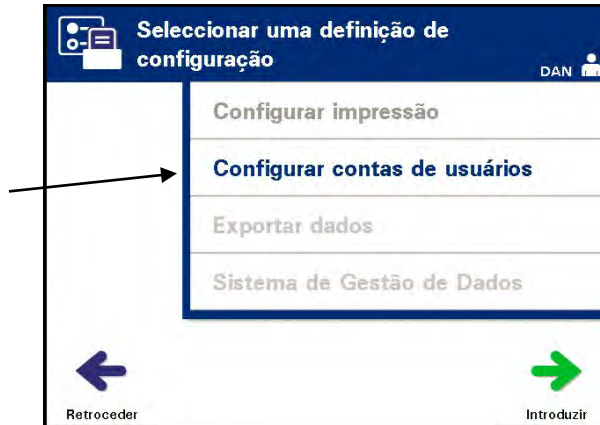 Seleccionar uma definição de
configuração
DAN
Configurar impressão
Configurar contas de usuários
Exportar dados
Sistema de Gestão de Dados
Retroceder
Introduzir